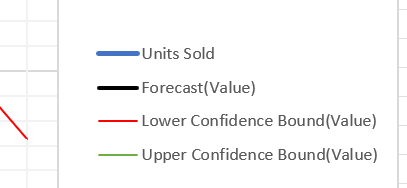 Units Sold
Forecast(Value)
Lower Confidence Bound(Value)
Upper Confidence Bound(Value)